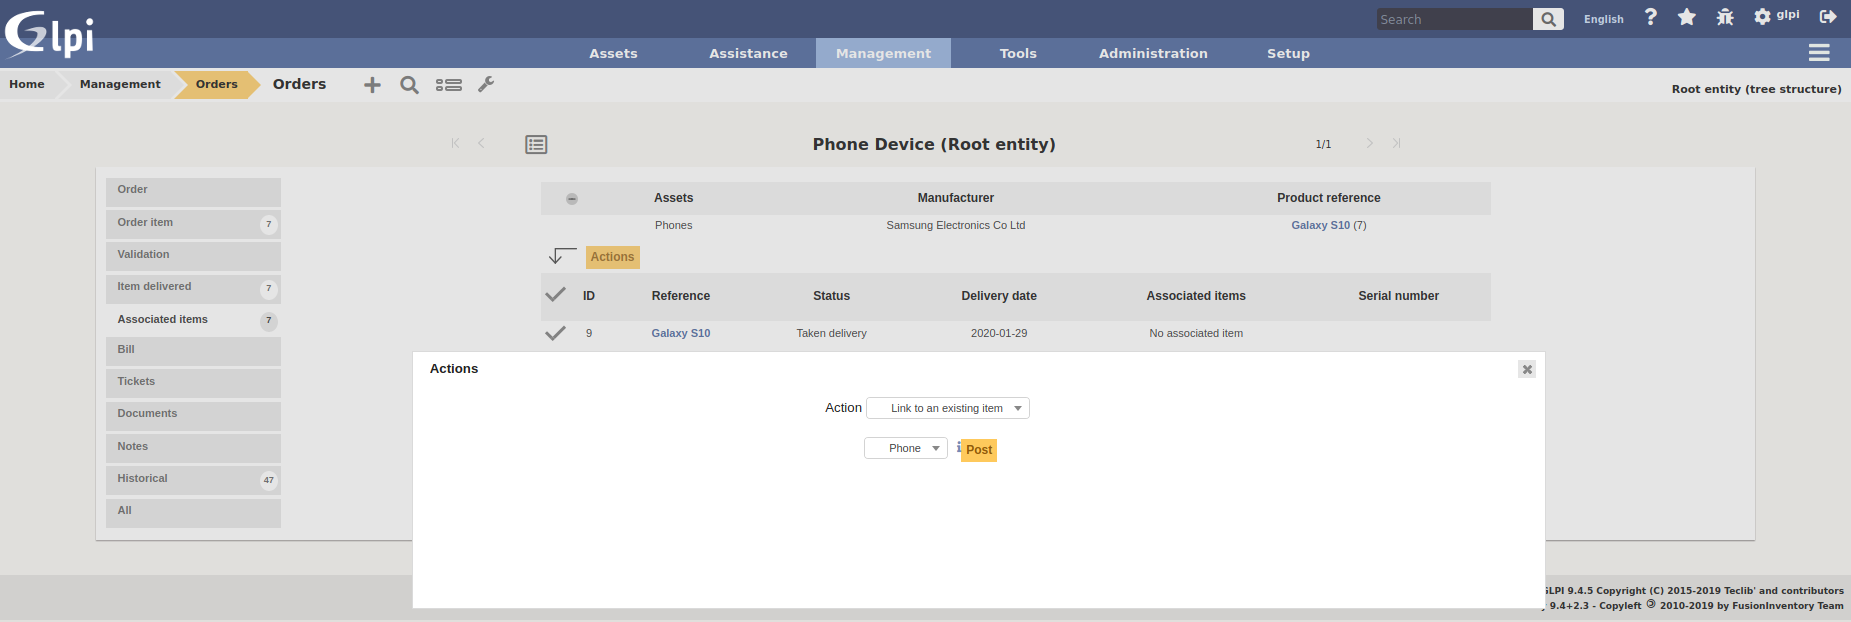 Glpi
Search
English
glpi
Assets Assistance Management Tools Administration Setup
Home Management Orders Orders
Root entity (tree structure)
Phone Device (Root entity)
1/1
Order
Order item 7
Validation
Item delivered 7
Associated items 7
Bill
Tickets
Documents
Notes
Historical 47
All
Assets Manufacturer Product reference
Phones Samsung Electronics Co Ltd Galaxy S10 (7)
Actions
ID Reference Status Delivery date Associated items Serial number
9 Galaxy S10 Taken delivery 2020-01-29 No associated item
Actions
Action Link to an existing item
Phone Post
GLPI 9.4.5 Copyright (C) 2015-2019 Teclib' and contributors
9.4+2.3 - Copyleft 2010-2019 by FusionInventory Team